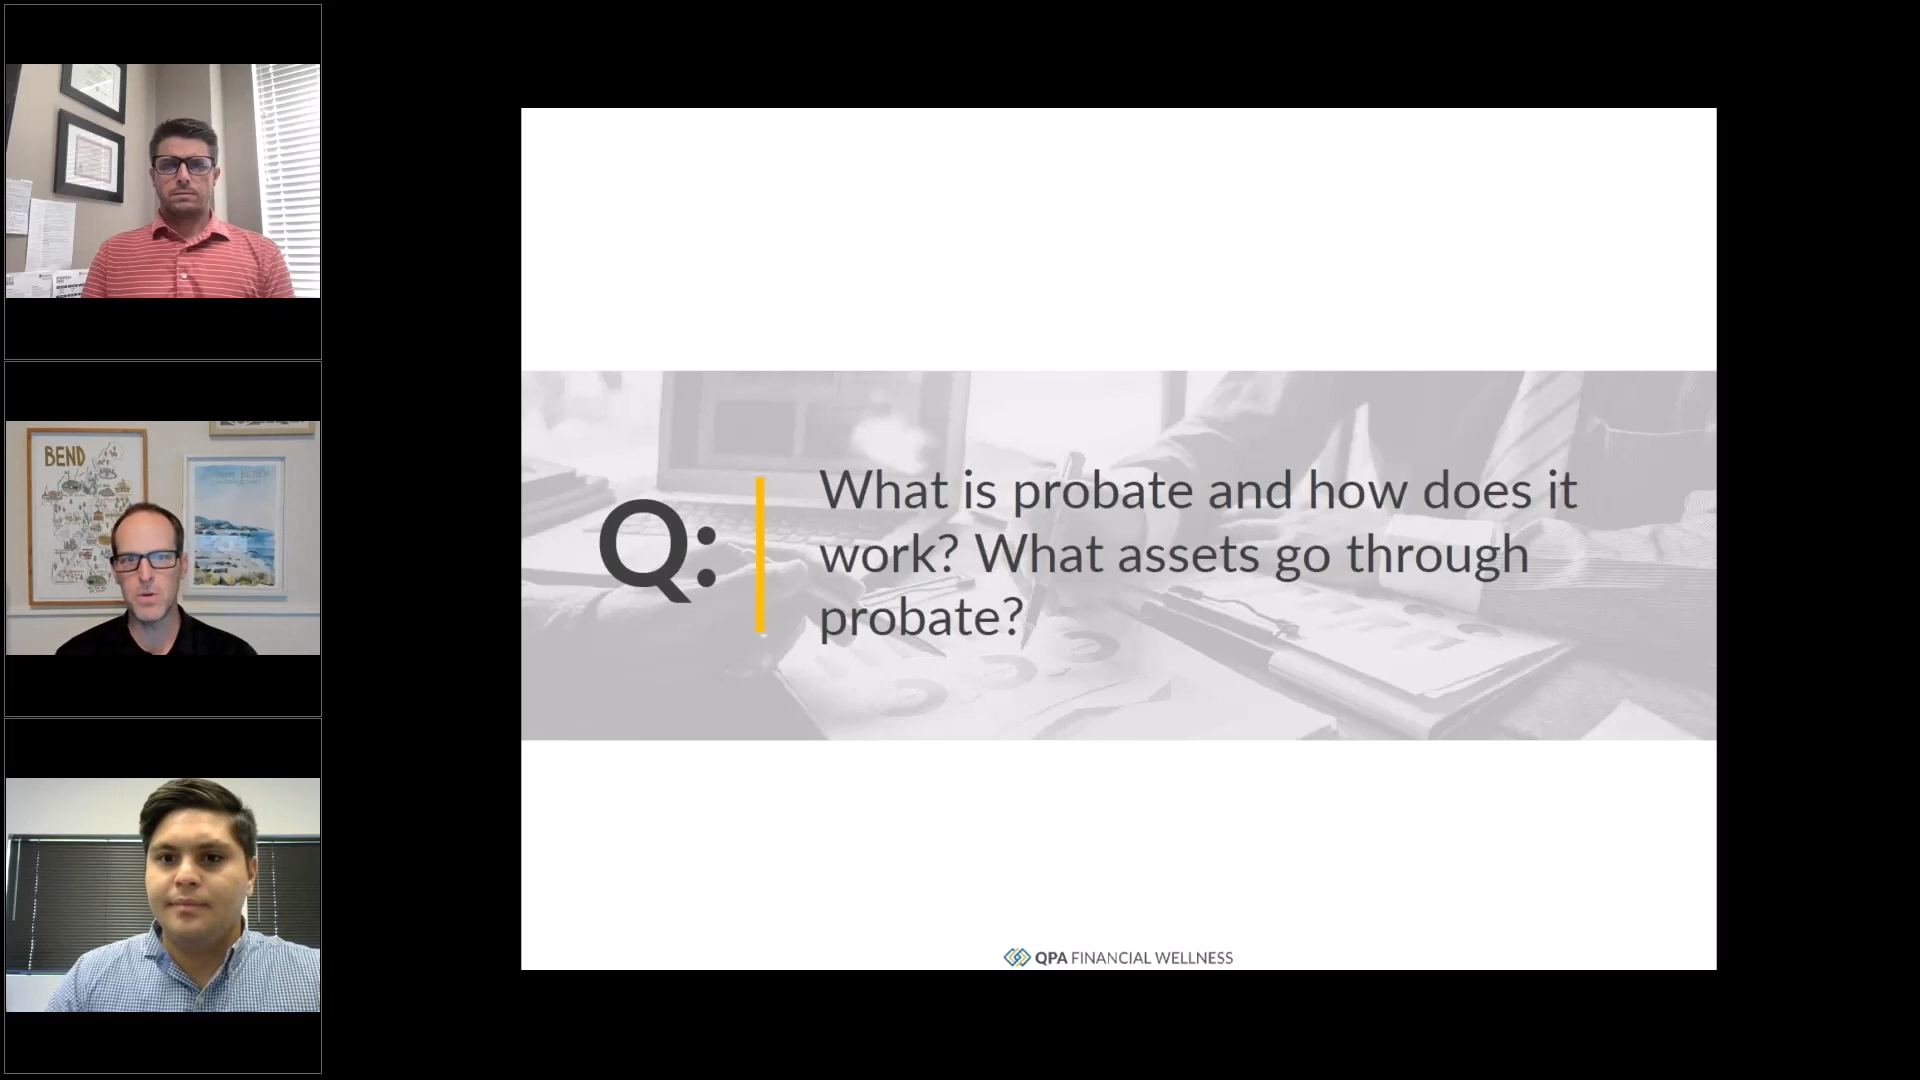 BEND
Q:
What is probate and how does it
work? What assets go through
probate?
QPA FINANCIAL WELLNESS